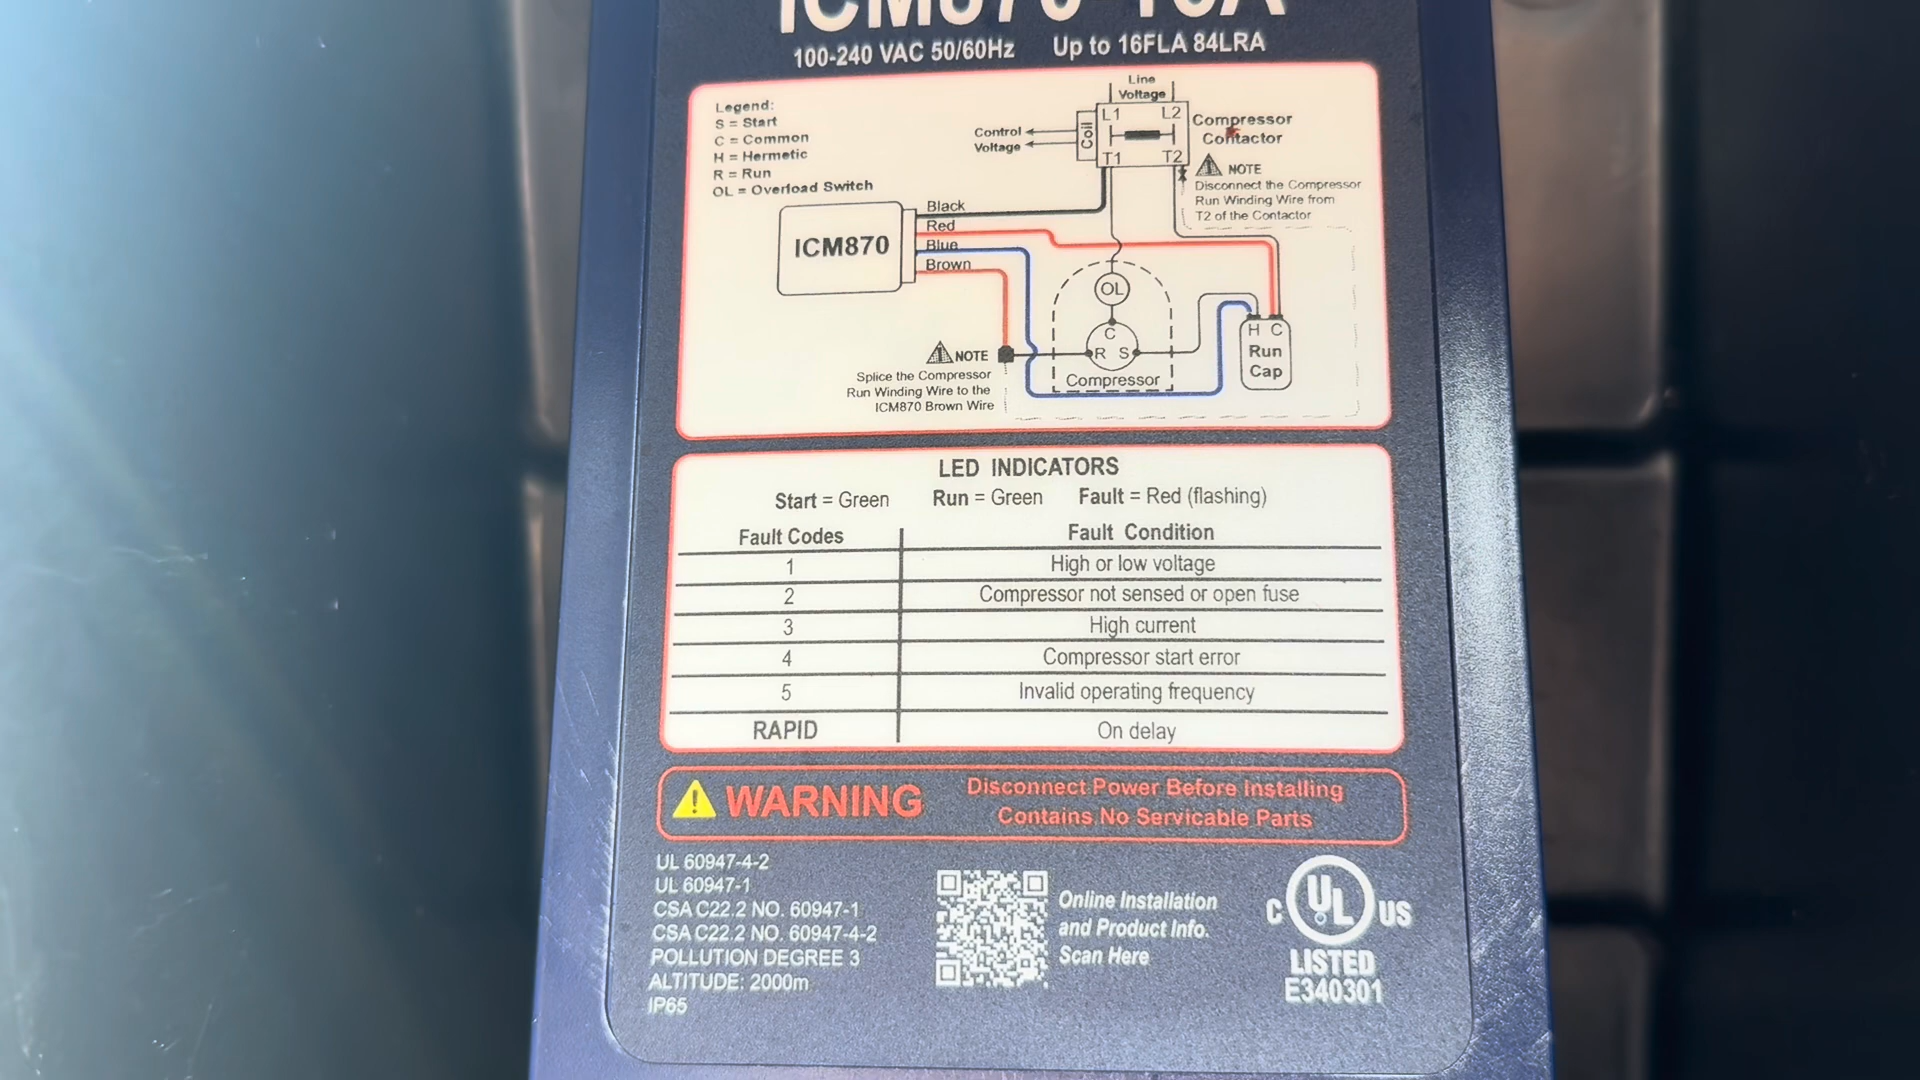 ICM870-16A
100-240 VAC 50/60Hz Up to 16FLA 84LRA
Legend:
S = Start
C = Common
H = Hermetic
R = Run
OL = Overload Switch
Line
Voltage
L1 L2
Coil
Control
Voltage
T1 T2
Compressor
Contactor
NOTE
Disconnect the Compressor
Run Winding Wire from
T2 of the Contactor
ICM870
Black
Red
Blue
Brown
OL
C
R S
Compressor
H C
Run
Cap
NOTE
Splice the Compressor
Run Winding Wire to the
ICM870 Brown Wire
LED INDICATORS
Start = Green Run = Green Fault = Red (flashing)
Fault Codes Fault Condition
1 High or low voltage
2 Compressor not sensed or open fuse
3 High current
4 Compressor start error
5 Invalid operating frequency
RAPID On delay
WARNING
Disconnect Power Before Installing
Contains No Servicable Parts
UL 60947-4-2
UL 60947-1
CSA C22.2 NO. 60947-1
CSA C22.2 NO. 60947-4-2
POLLUTION DEGREE 3
ALTITUDE: 2000m
IP65
Online Installation
and Product Info.
Scan Here
C UL US
LISTED
E340301